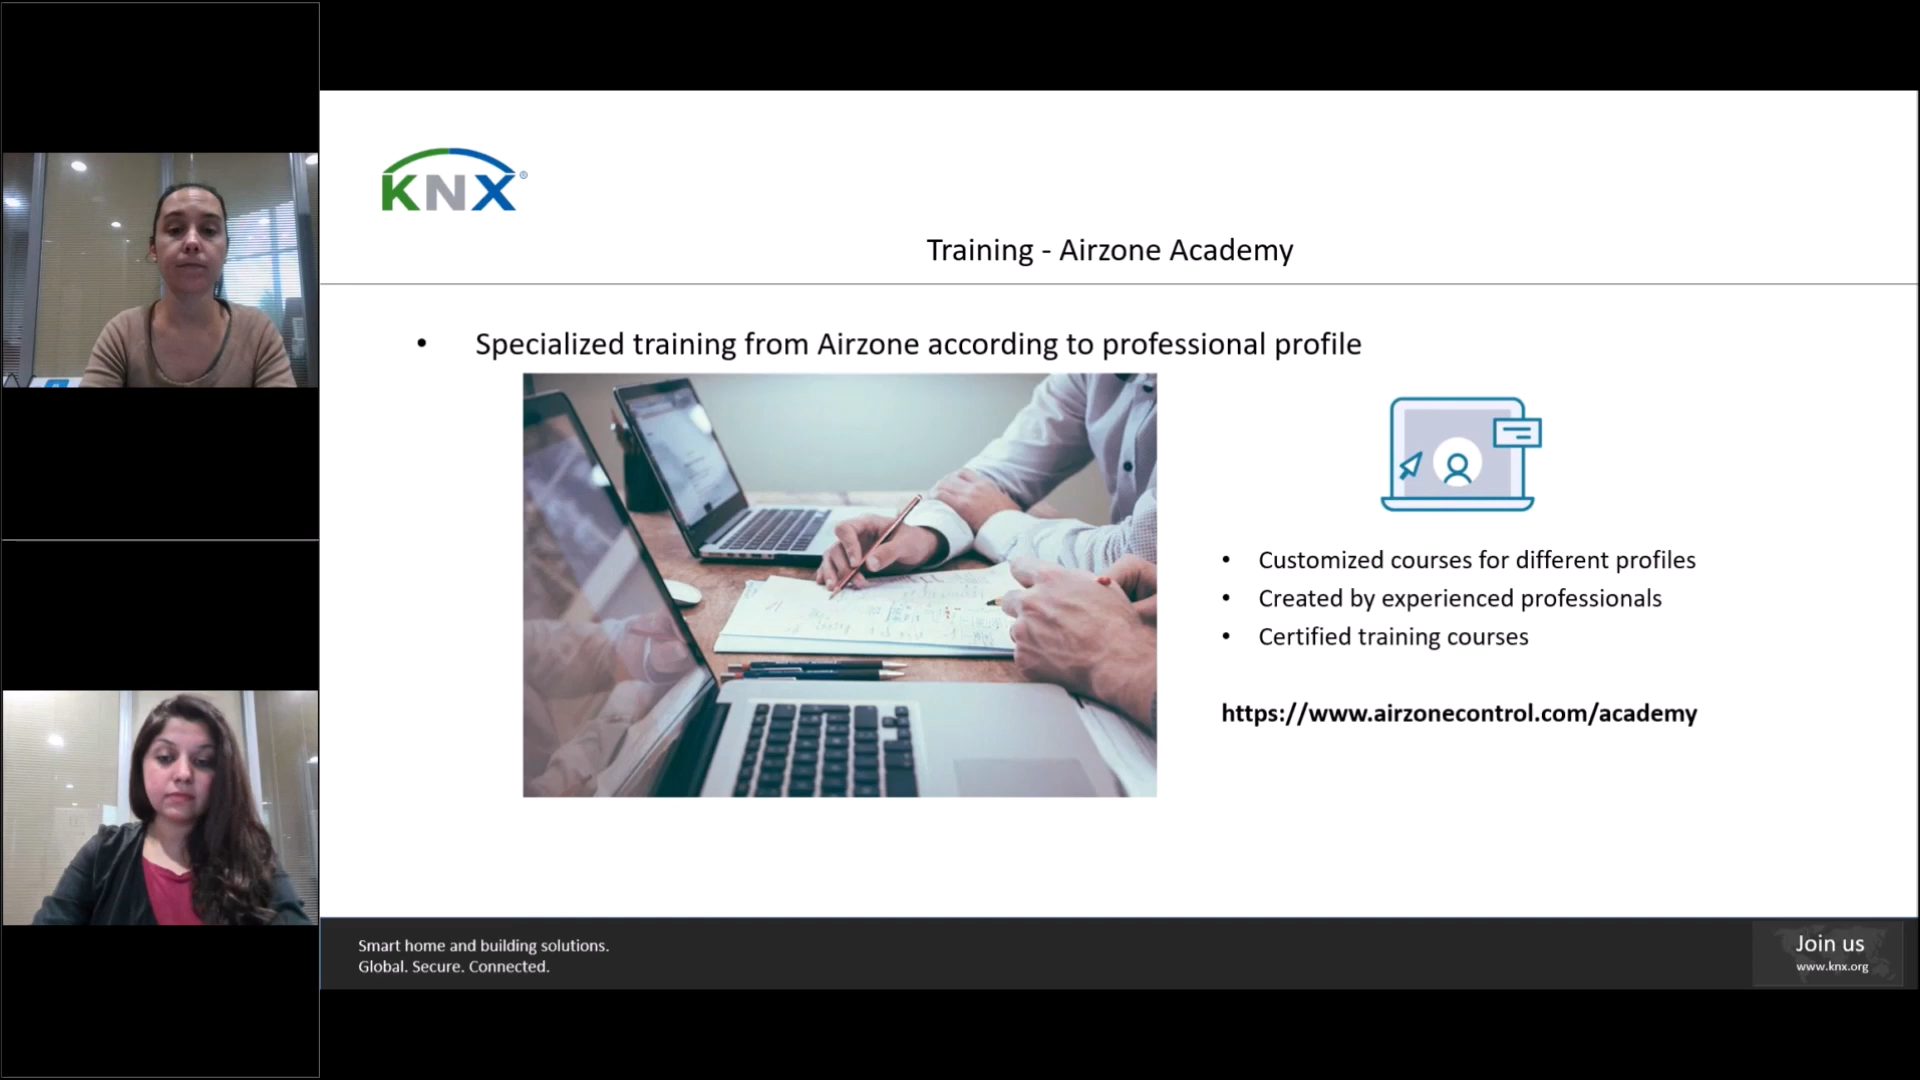 KNX®
Training - Airzone Academy
• Specialized training from Airzone according to professional profile
• Customized courses for different profiles
• Created by experienced professionals
• Certified training courses
https://www.airzonecontrol.com/academy
Smart home and building solutions.
Global. Secure. Connected.
Join us
www.knx.org